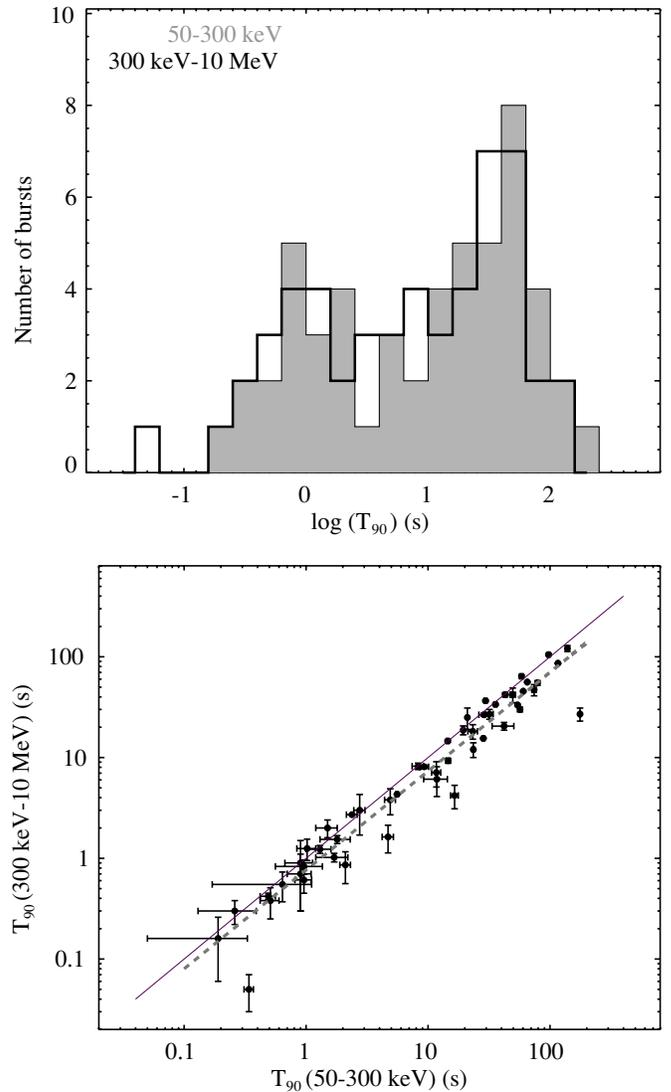 10
8
6
4
2
0
Number of bursts
50-300 keV
300 keV-10 MeV
-1 0 1 2
log (T90) (s)
100
10
1
0.1
T90 (300 keV-10 MeV) (s)
0.1 1 10 100
T90 (50-300 keV) (s)